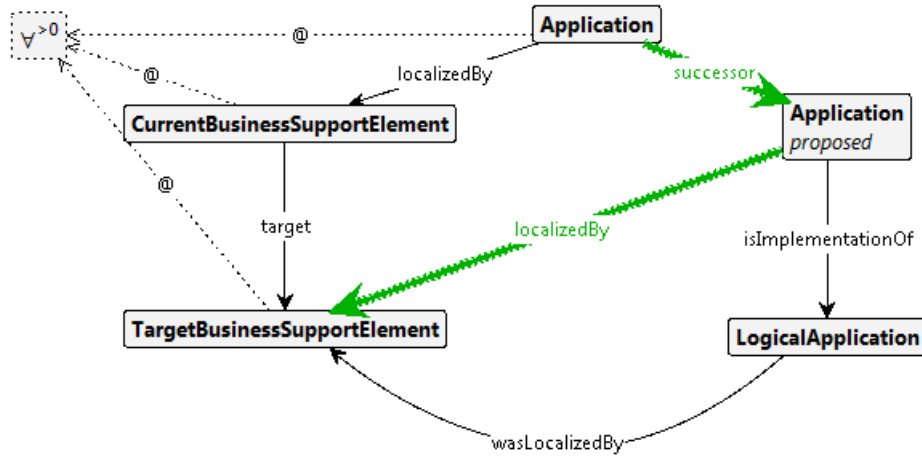 ∀>0
@
Application
localizedBy
successor
@
CurrentBusinessSupportElement
Application
proposed
@
target
localizedBy
isImplementationOf
TargetBusinessSupportElement
LogicalApplication
wasLocalizedBy